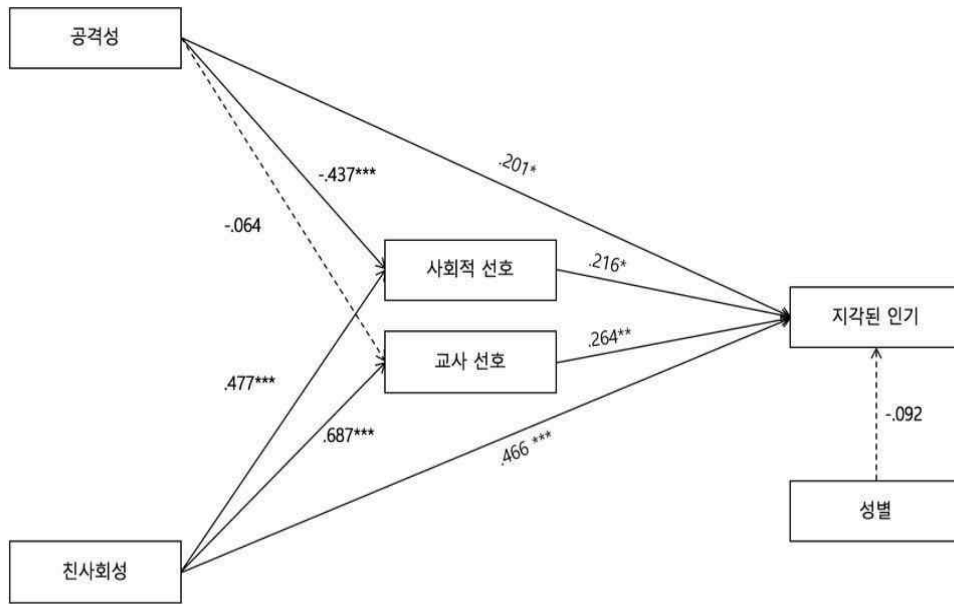 공격성
.201*
-.437***
-.064
사회적 선호
.216*
지각된 인기
.264**
교사 선호
.477***
.687***
.466 ***
-.092
성별
친사회성